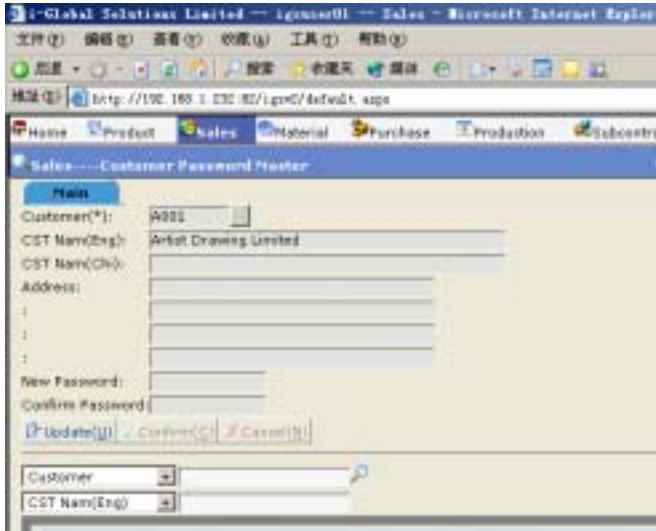 i-Global Solutions Limited -- igsuser01 -- Sales - Microsoft Internet Explor
文件(F) 编辑(E) 查看(V) 收藏(A) 工具(T) 帮助(H)
后退 搜索 收藏夹 媒体
地址(D) http://192.168.1.230:82/igsv2/default.aspx
Home Product Sales Material Purchase Production Subcontra
Sales----Customer Password Master
Main
Customer(*): A001
CST Nam(Eng): Artist Drawing Limited
CST Nam(Chi):
Address:
:
:
:
New Password:
Confirm Password:
Update(U) Confirm(C) Cancel(N)
Customer
CST Nam(Eng)